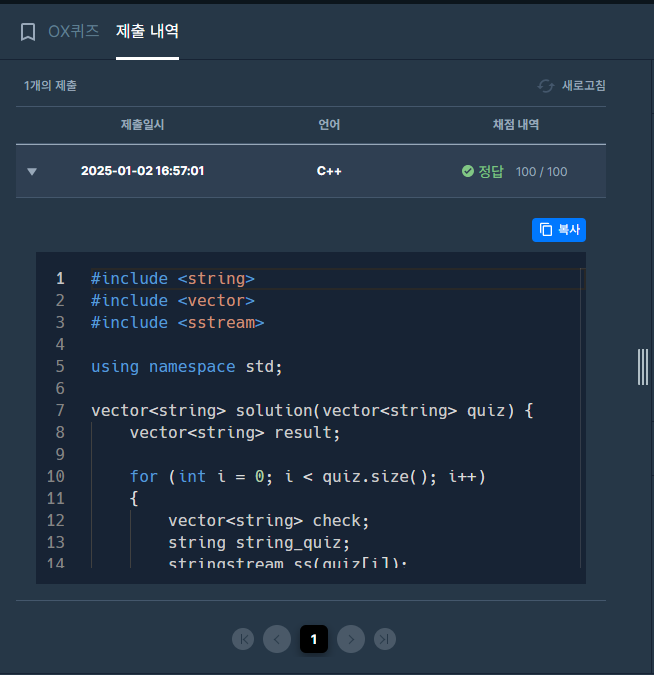 OX퀴즈 제출 내역
1개의 제출 새로고침
제출일시 언어 채점 내역
2025-01-02 16:57:01 C++ 정답 100 / 100
복사
1 #include <string>
2 #include <vector>
3 #include <sstream>
4
5 using namespace std;
6
7 vector<string> solution(vector<string> quiz) {
8 vector<string> result;
9
10 for (int i = 0; i < quiz.size(); i++)
11 {
12 vector<string> check;
13 string string_quiz;
14 stringstream ss(quiz[i]);
1